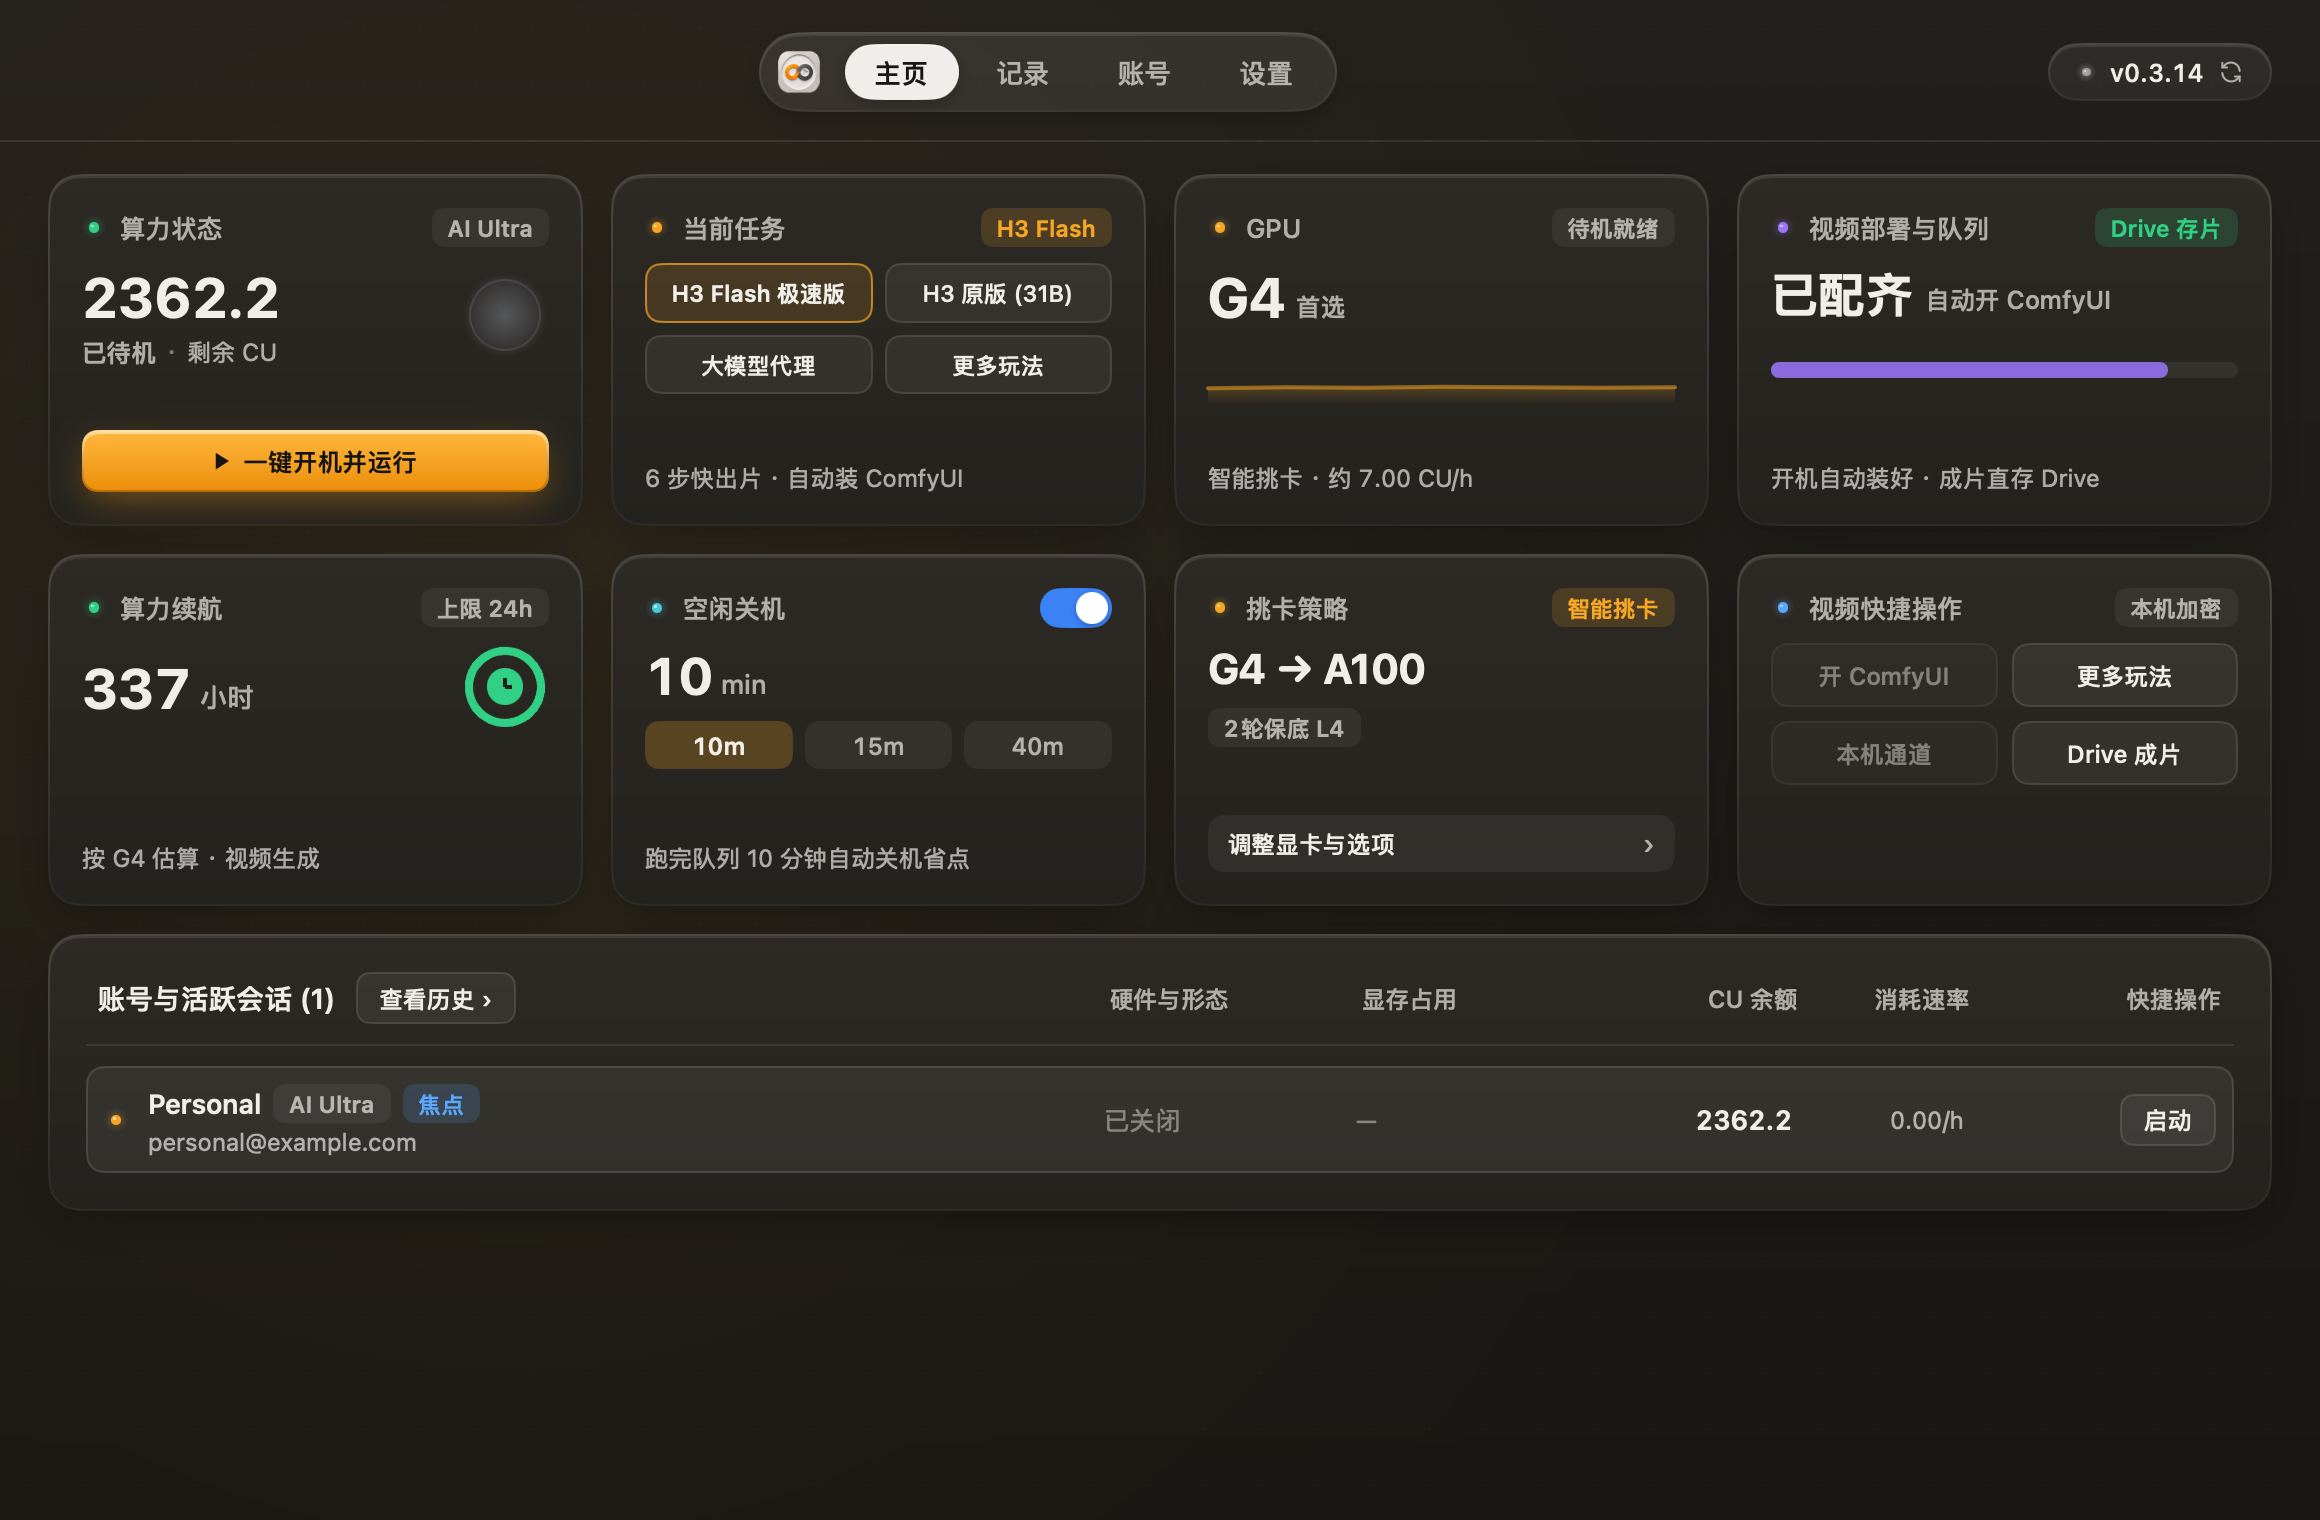 主页 记录 账号 设置
v0.3.14
算力状态 AI Ultra
2362.2
已待机 · 剩余 CU
一键开机并运行
当前任务 H3 Flash
H3 Flash 极速版 H3 原版 (31B)
大模型代理 更多玩法
6 步快出片 · 自动装 ComfyUI
GPU 待机就绪
G4 首选
智能挑卡 · 约 7.00 CU/h
视频部署与队列 Drive 存片
已配齐 自动开 ComfyUI
开机自动装好 · 成片直存 Drive
算力续航 上限 24h
337 小时
按 G4 估算 · 视频生成
空闲关机
10 min
10m 15m 40m
跑完队列 10 分钟自动关机省点
挑卡策略 智能挑卡
G4 → A100
2轮保底 L4
调整显卡与选项 ›
视频快捷操作 本机加密
开 ComfyUI 更多玩法
本机通道 Drive 成片
账号与活跃会话 (1) 查看历史 › 硬件与形态 显存占用 CU 余额 消耗速率 快捷操作
Personal AI Ultra 焦点
personal@example.com
已关闭 — 2362.2 0.00/h 启动